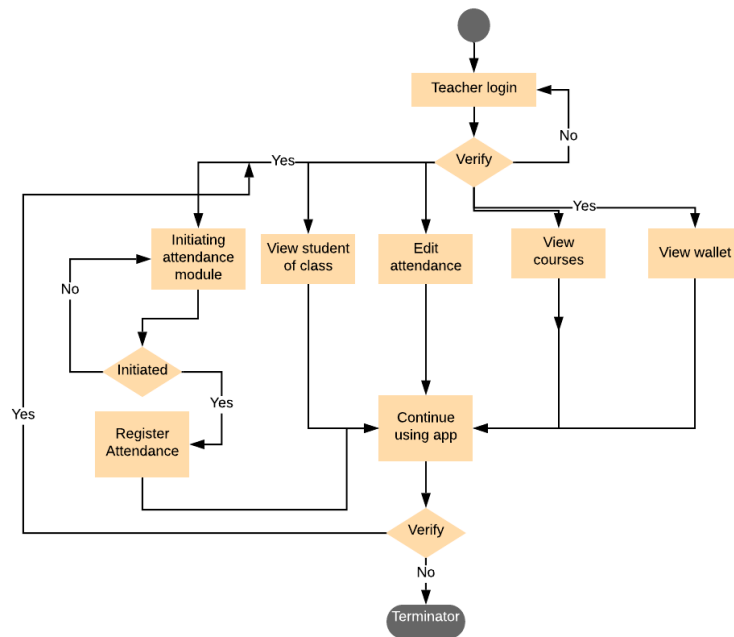 Teacher login
No
Verify
Yes
Yes
Initiating
attendance
module
View student
of class
Edit
attendance
View
courses
View wallet
No
Initiated
Yes
Yes
Register
Attendance
Continue
using app
Verify
No
Terminator